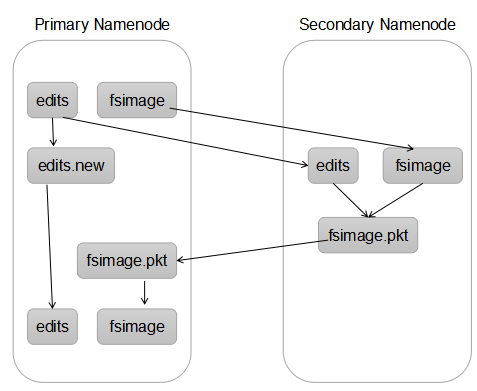 Primary Namenode
Secondary Namenode
edits
fsimage
edits.new
edits
fsimage
fsimage.pkt
fsimage.pkt
edits
fsimage